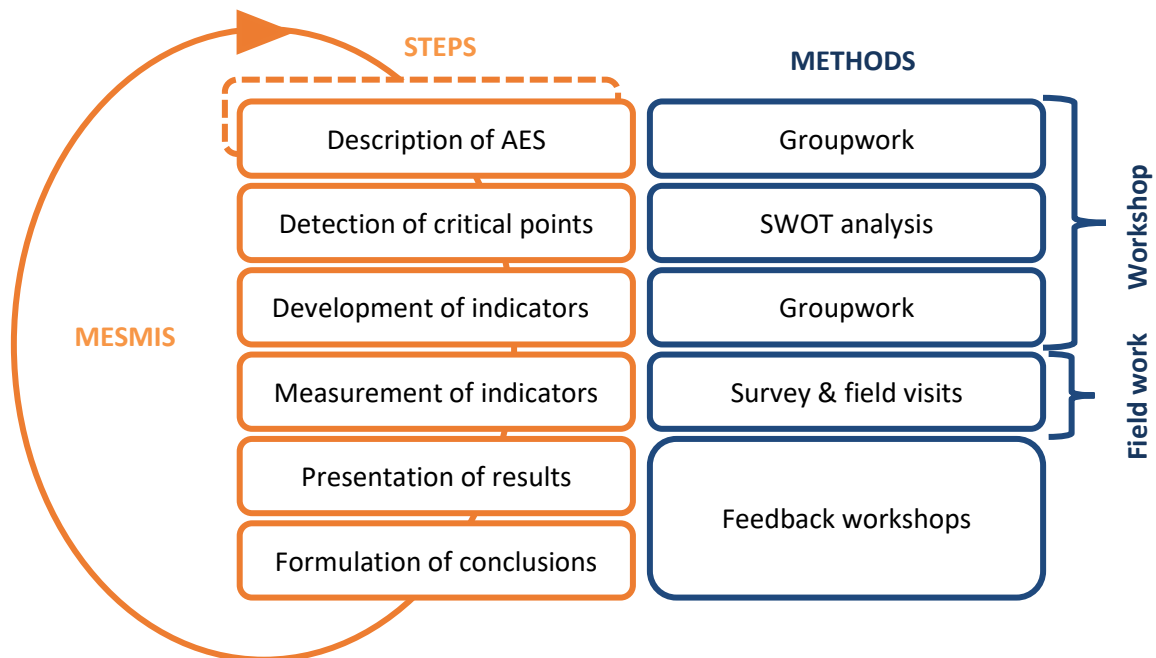 STEPS
METHODS
Description of AES
Groupwork
Detection of critical points
SWOT analysis
Development of indicators
Groupwork
Workshop
MESMIS
Measurement of indicators
Survey & field visits
Field work
Presentation of results
Feedback workshops
Formulation of conclusions